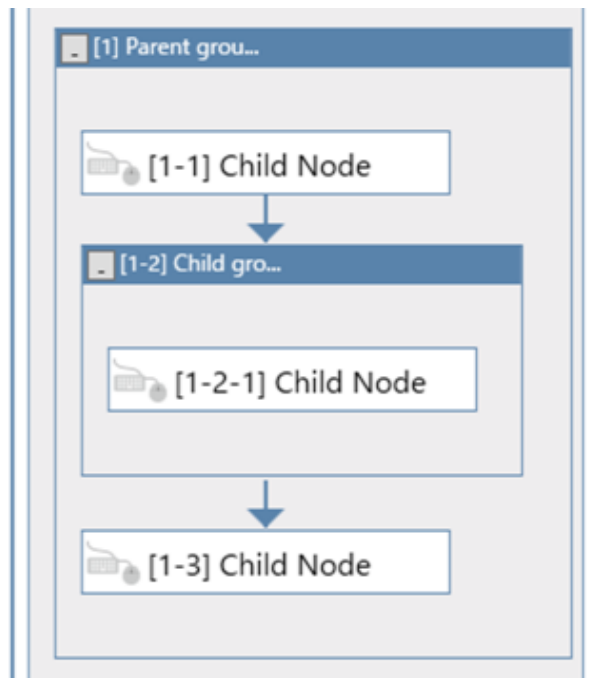 [1] Parent grou...
[1-1] Child Node
[1-2] Child gro...
[1-2-1] Child Node
[1-3] Child Node